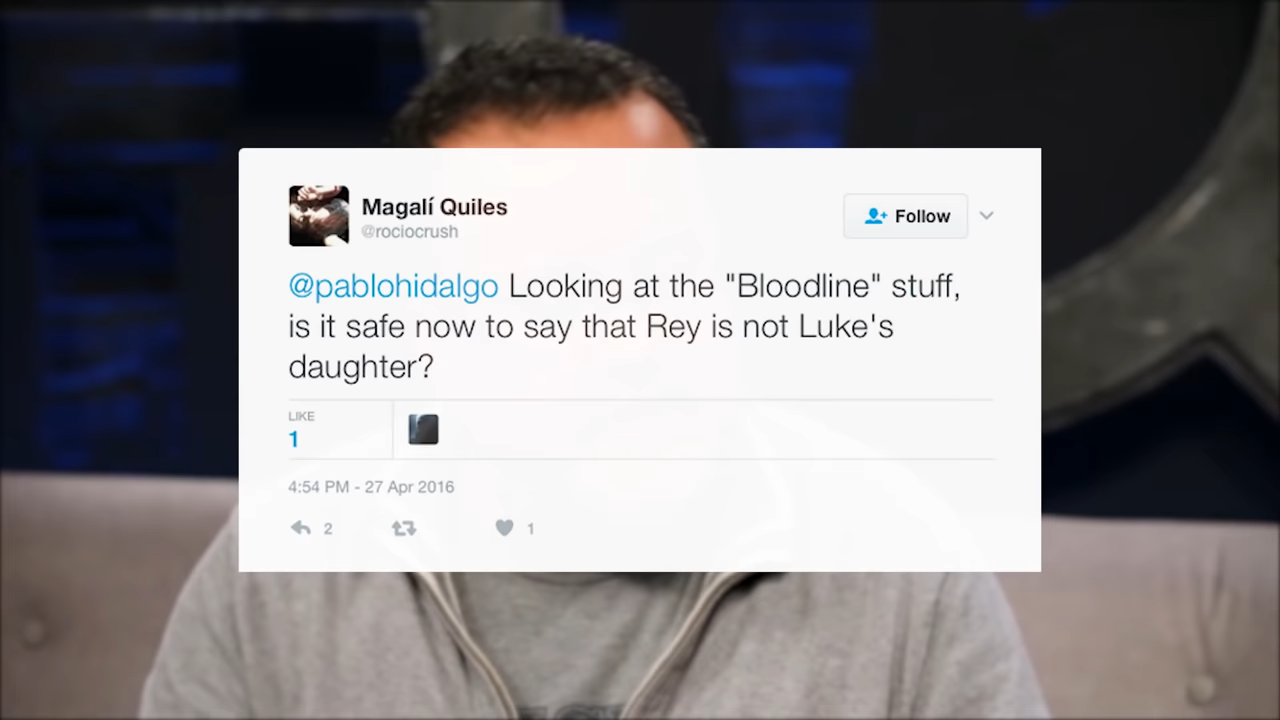 Magalí Quiles
@rociocrush
Follow
@pablohidalgo Looking at the "Bloodline" stuff,
is it safe now to say that Rey is not Luke's
daughter?
LIKE
1
4:54 PM - 27 Apr 2016
2
1